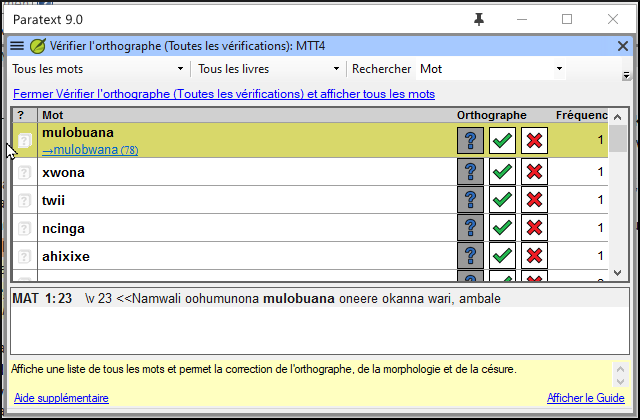 Paratext 9.0
Vérifier l'orthographe (Toutes les vérifications): MTT4
Tous les mots Tous les livres Rechercher Mot
Fermer Vérifier l'orthographe (Toutes les vérifications) et afficher tous les mots
? Mot Orthographe Fréquenc
mulobuana 1
→mulobwana (78)
xwona 1
twii 1
ncinga 1
ahixixe 1
MAT 1:23 \v 23 <<Namwali oohumunona mulobuana oneere okanna wari, ambale
Affiche une liste de tous les mots et permet la correction de l'orthographe, de la morphologie et de la césure.
Aide supplémentaire Afficher le Guide